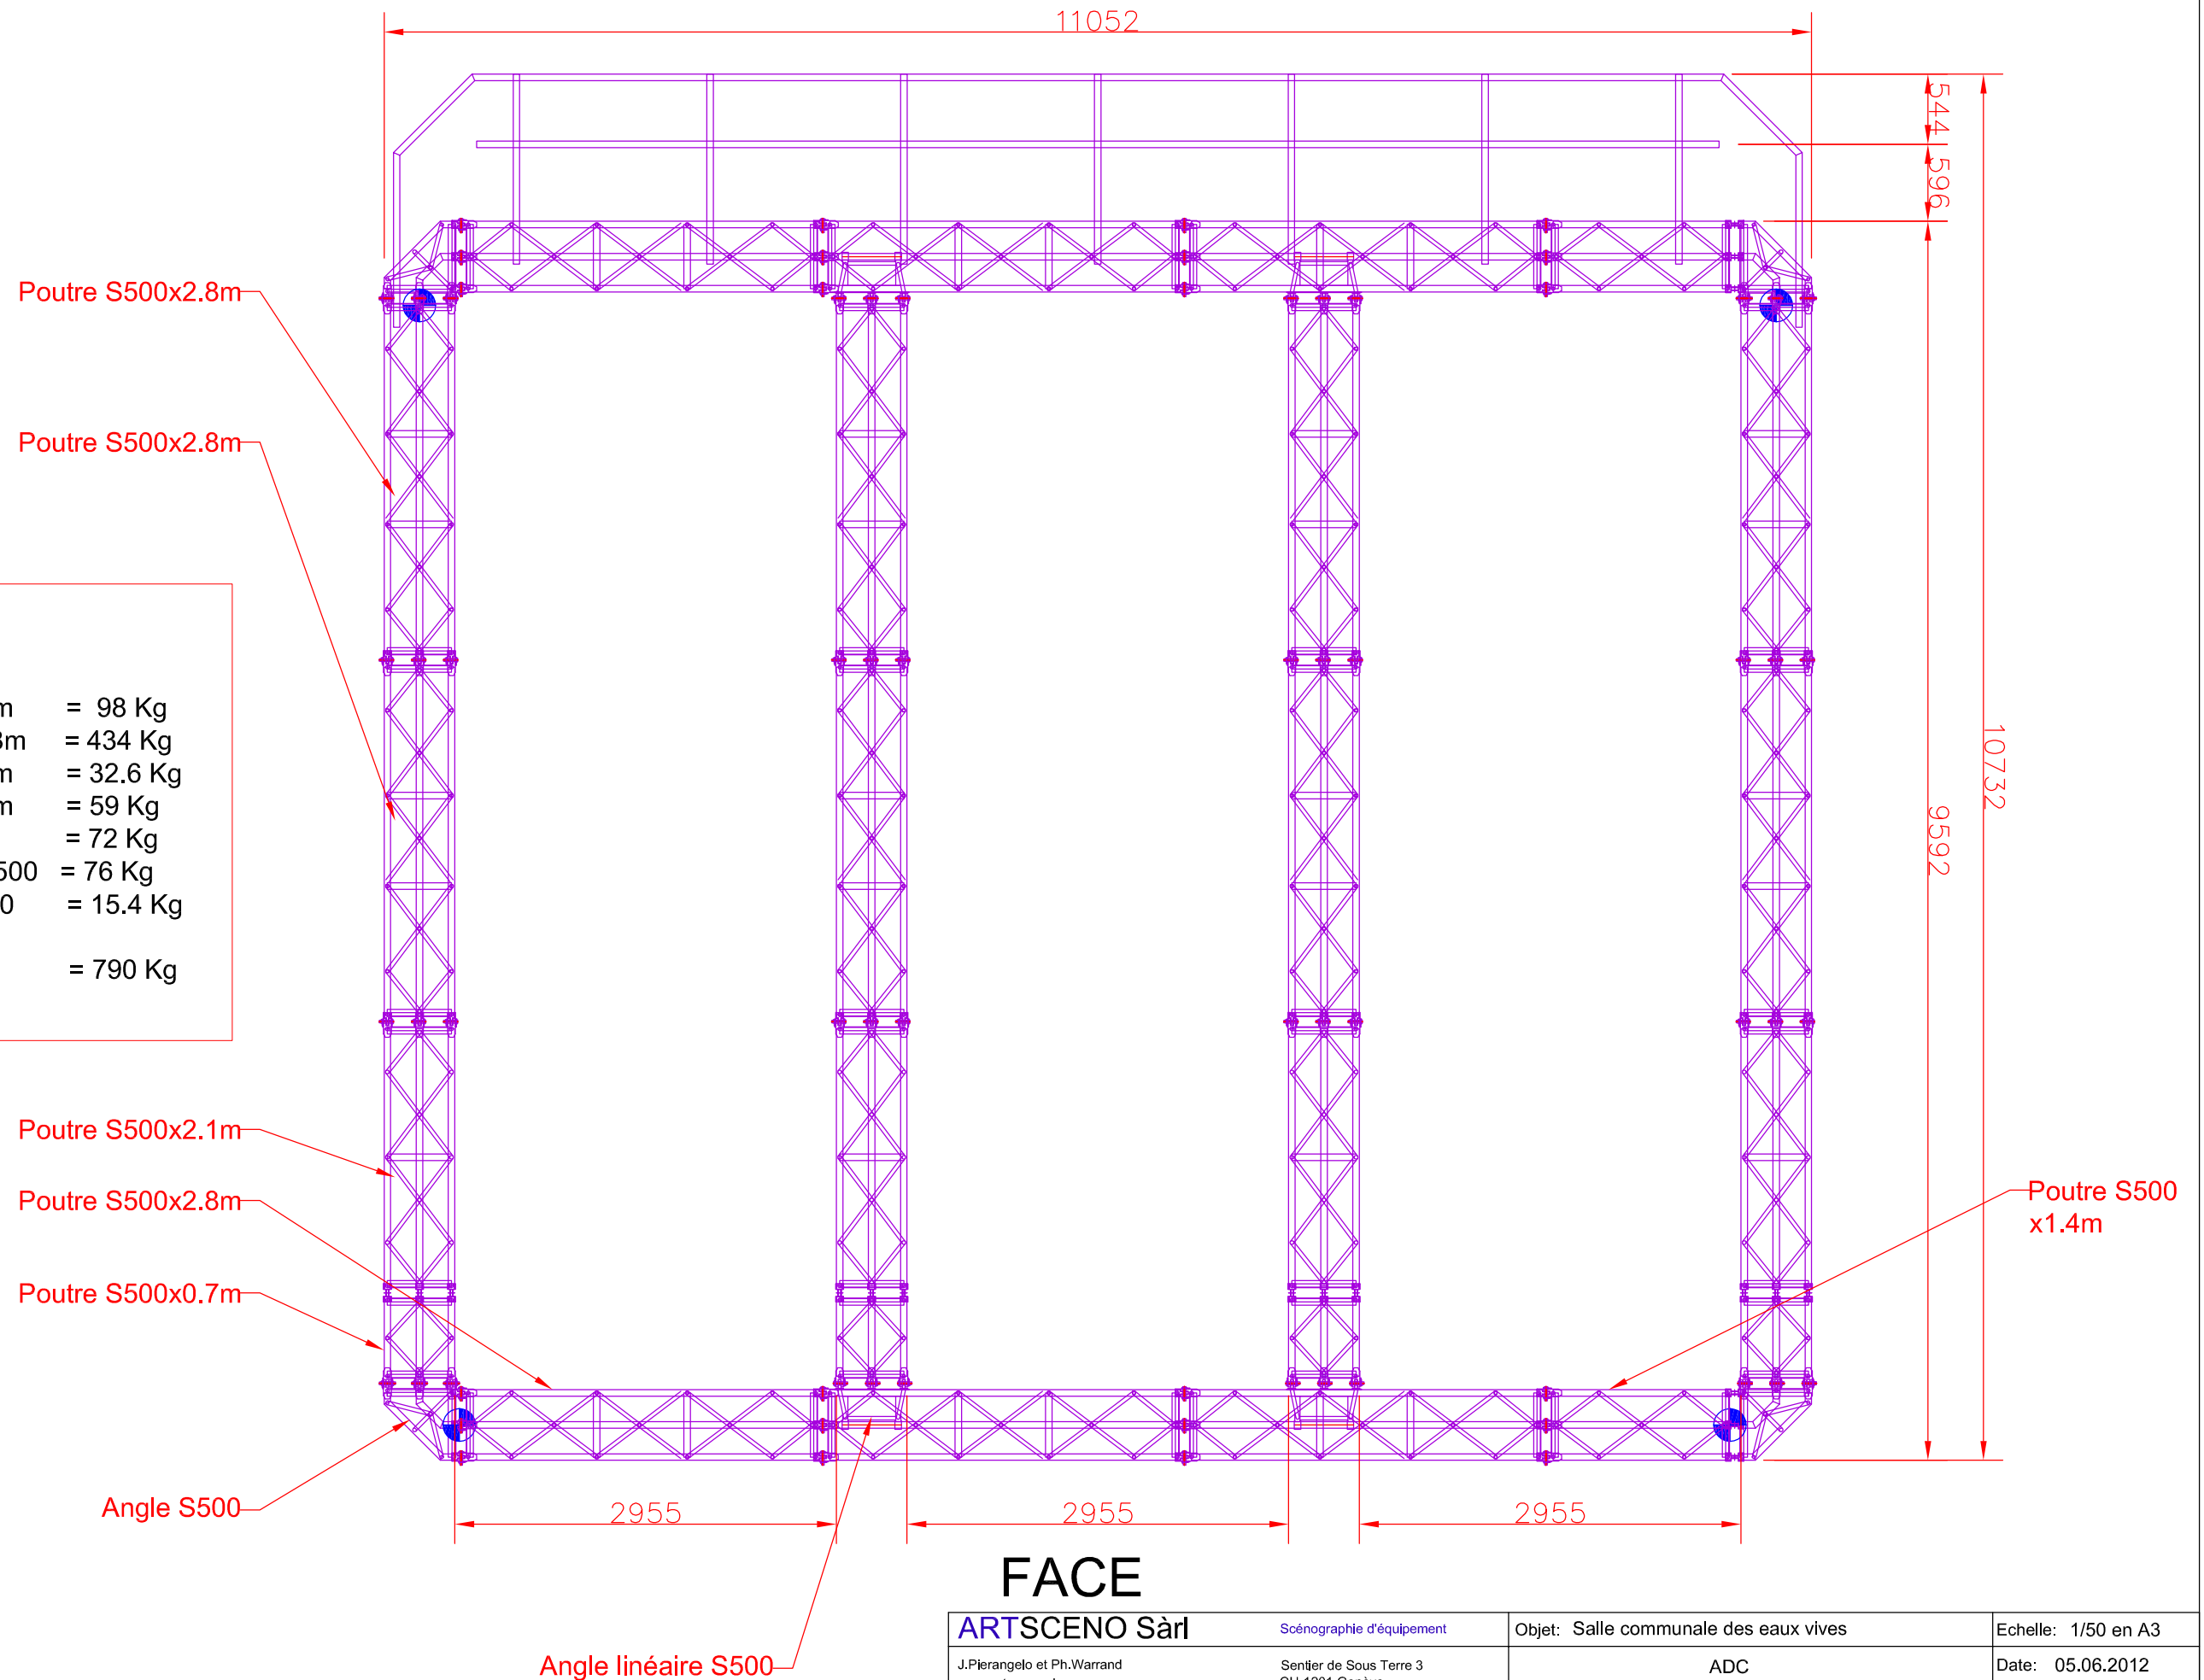 11052
544
596
Poutre S500x2.8m
Poutre S500x2.8m
m = 98 Kg
3m = 434 Kg
m = 32.6 Kg
m = 59 Kg
= 72 Kg
500 = 76 Kg
0 = 15.4 Kg
= 790 Kg
10732
9592
Poutre S500x2.1m
Poutre S500x2.8m
Poutre S500x0.7m
Poutre S500
x1.4m
Angle S500
2955
2955
2955
FACE
Angle linéaire S500
ARTSCENO Sàrl
Scénographie d'équipement
Objet: Salle communale des eaux vives
Echelle: 1/50 en A3
J.Pierangelo et Ph.Warrand
Sentier de Sous Terre 3
ADC
Date: 05.06.2012